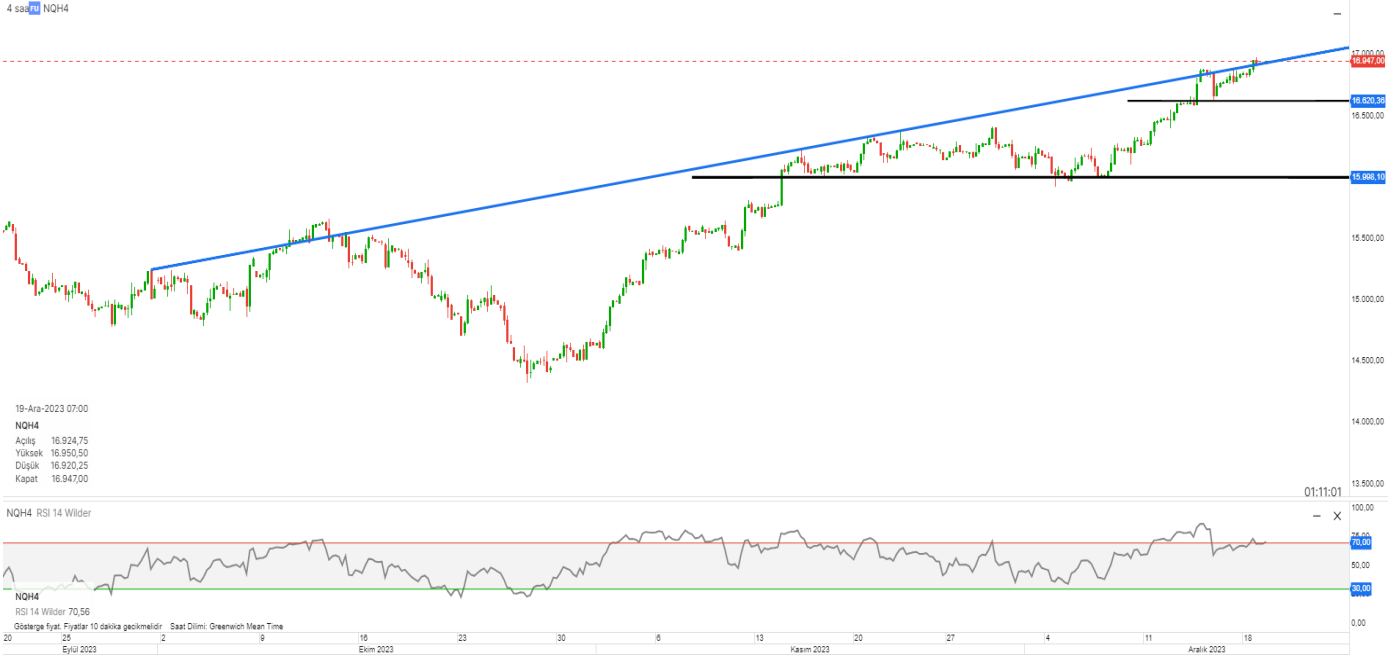 4 saa ru NQH4
17.000,00
16.947,00
16.620,36
16.500,00
15.998,10
15.500,00
15.000,00
14.500,00
14.000,00
13.500,00
19-Ara-2023 07:00
NQH4
Açılış 16.924,75
Yüksek 16.950,50
Düşük 16.920,25
Kapat 16.947,00
01:11:01
NQH4 RSI 14 Wilder
100,00
70,00
50,00
30,00
0,00
NQH4
RSI 14 Wilder 70,56
Gösterge fiyat. Fiyatlar 10 dakika gecikmelidir Saat Dilimi: Greenwich Mean Time
20 25 2 9 16 23 30 6 13 20 27 4 11 18
Eylül 2023 Ekim 2023 Kasım 2023 Aralık 2023